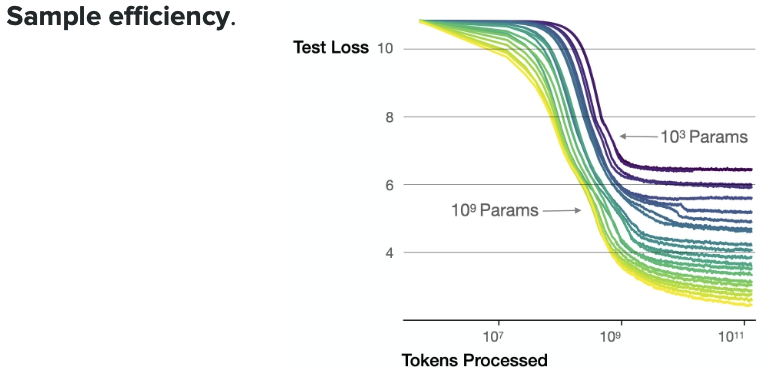 Sample efficiency.
Test Loss
10
8
6
4
10³ Params
10⁹ Params
10⁷
10⁹
10¹¹
Tokens Processed